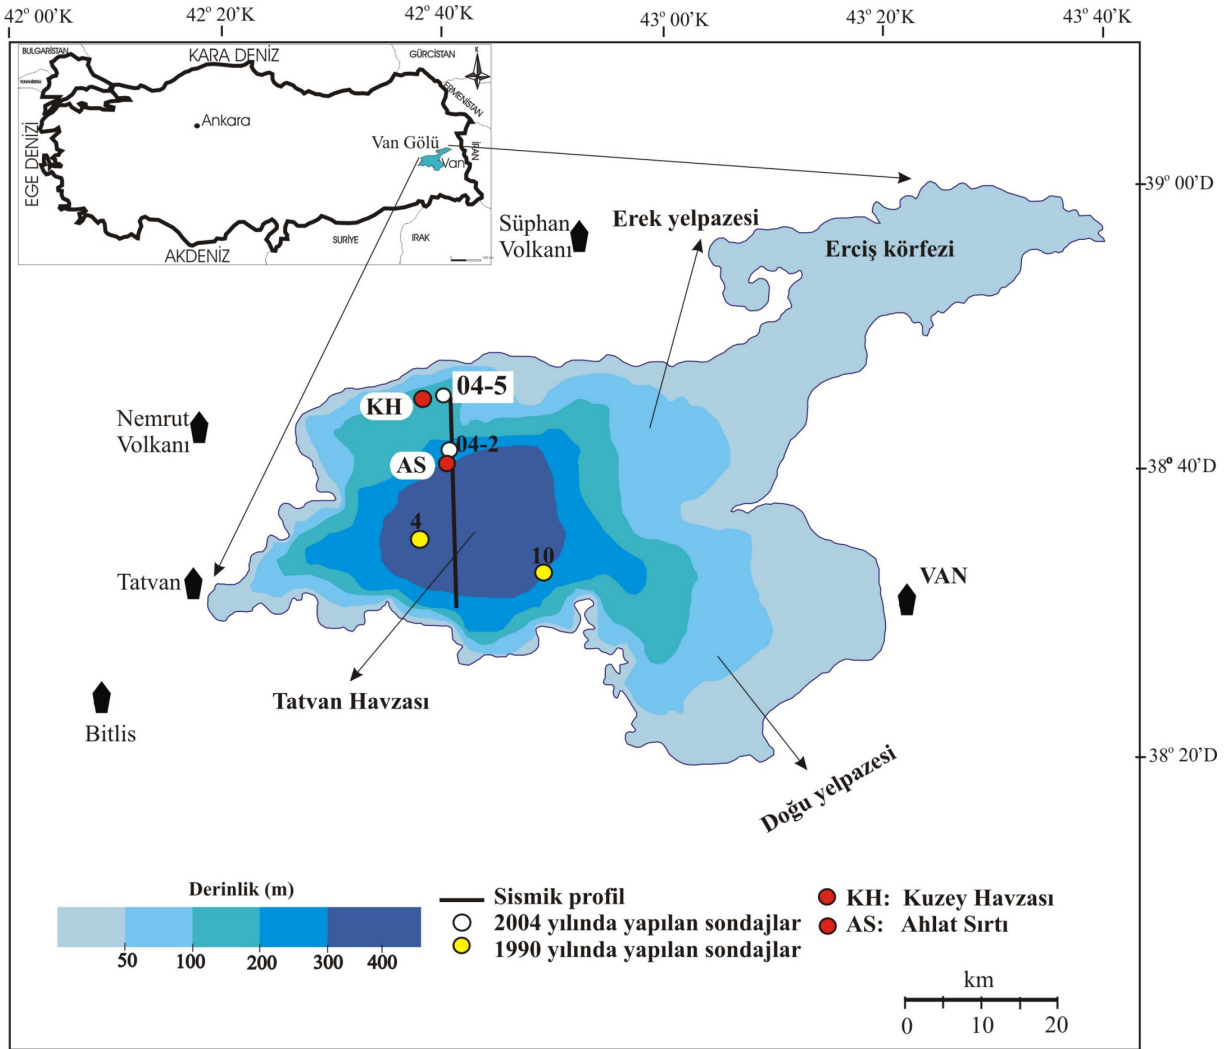 42° 00'K
42° 20'K
42° 40'K
43° 00'K
43° 20'K
43° 40'K
BULGARİSTAN
KARA DENİZ
GÜRCİSTAN
K
ERMENİSTAN
EGE DENİZİ
Ankara
Van Gölü
Van
İRAN
AKDENİZ
SURİYE
IRAK
39° 00'D
Süphan
Volkanı
Erek yelpazesi
Erciş körfezi
04-5
KH
Nemrut
Volkanı
04-2
AS
38° 40'D
4
10
Tatvan
VAN
Tatvan Havzası
Bitlis
38° 20'D
Doğu yelpazesi
Derinlik (m)
50
100
200
300
400
Sismik profil
2004 yılında yapılan sondajlar
1990 yılında yapılan sondajlar
KH: Kuzey Havzası
AS: Ahlat Sırtı
km
0
10
20